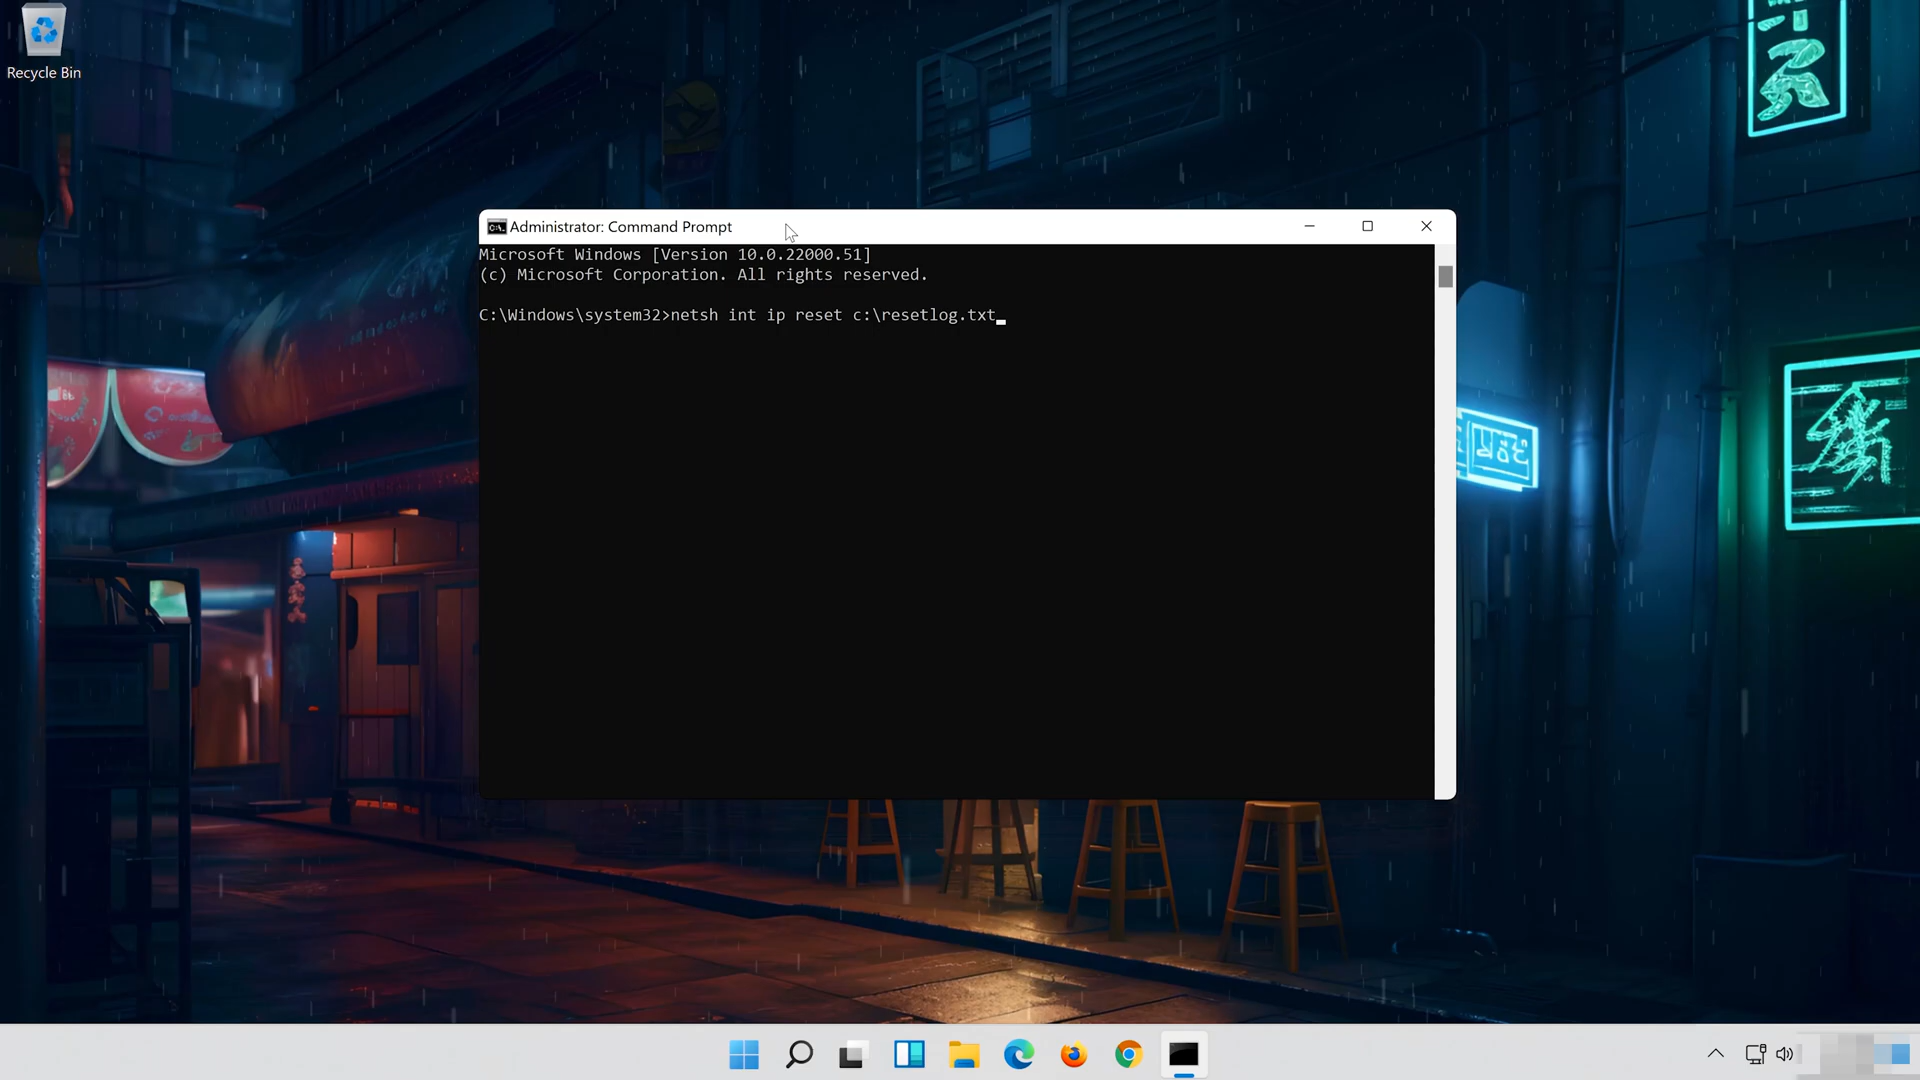 Recycle Bin
Administrator: Command Prompt
Microsoft Windows [Version 10.0.22000.51]
(c) Microsoft Corporation. All rights reserved.
C:\Windows\system32>netsh int ip reset c:\resetlog.txt